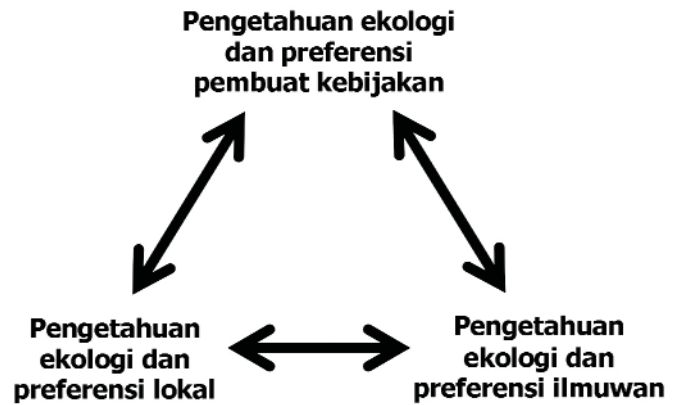 Pengetahuan ekologi
dan preferensi
pembuat kebijakan
Pengetahuan
ekologi dan
preferensi lokal
Pengetahuan
ekologi dan
preferensi ilmuwan